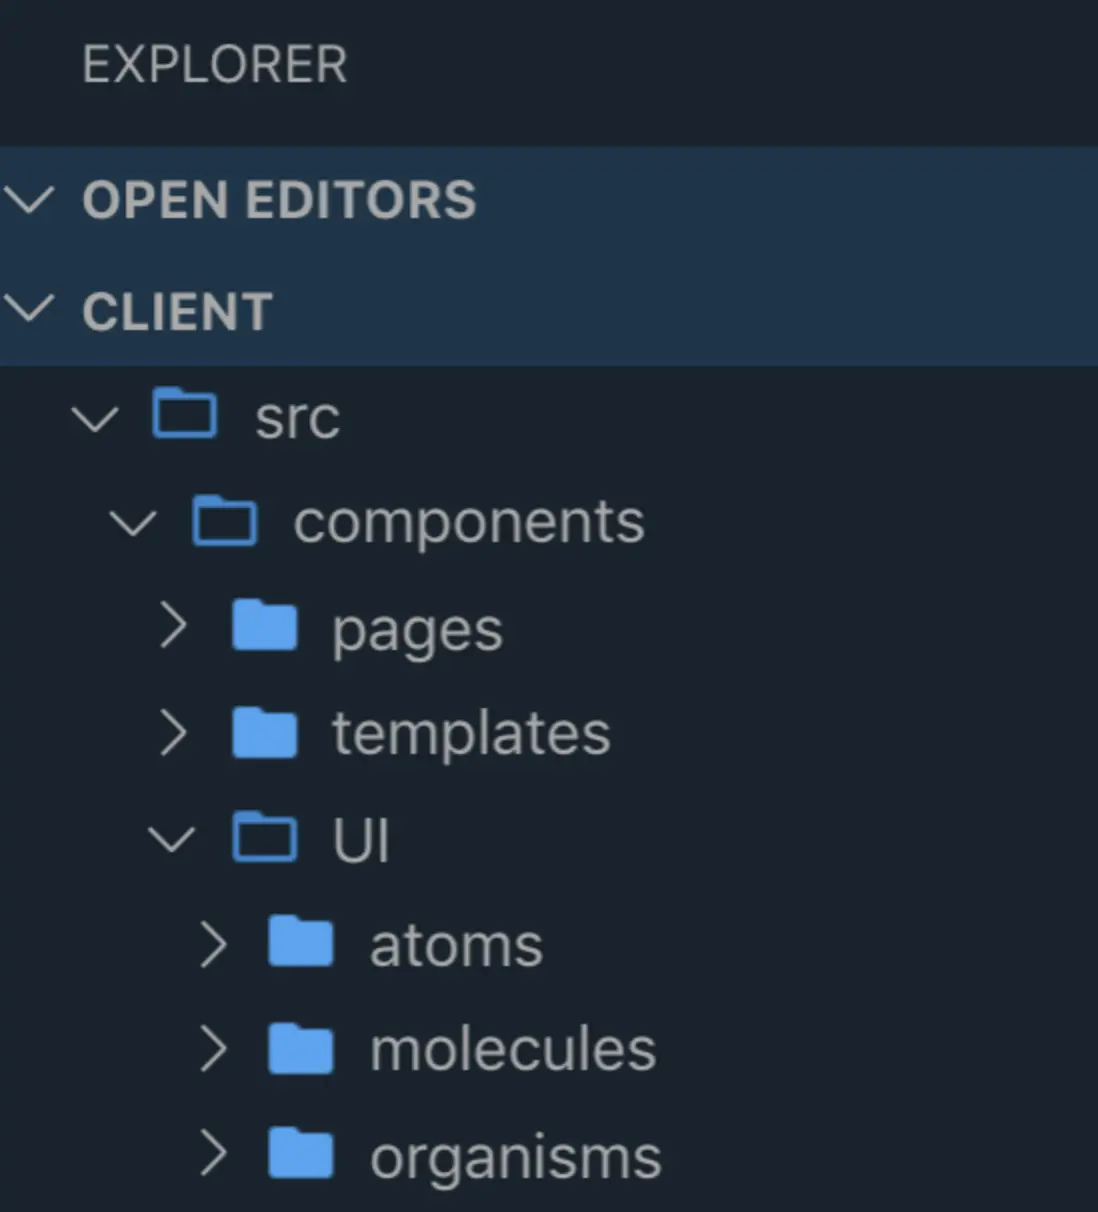 EXPLORER
OPEN EDITORS
CLIENT
src
components
pages
templates
UI
atoms
molecules
organisms